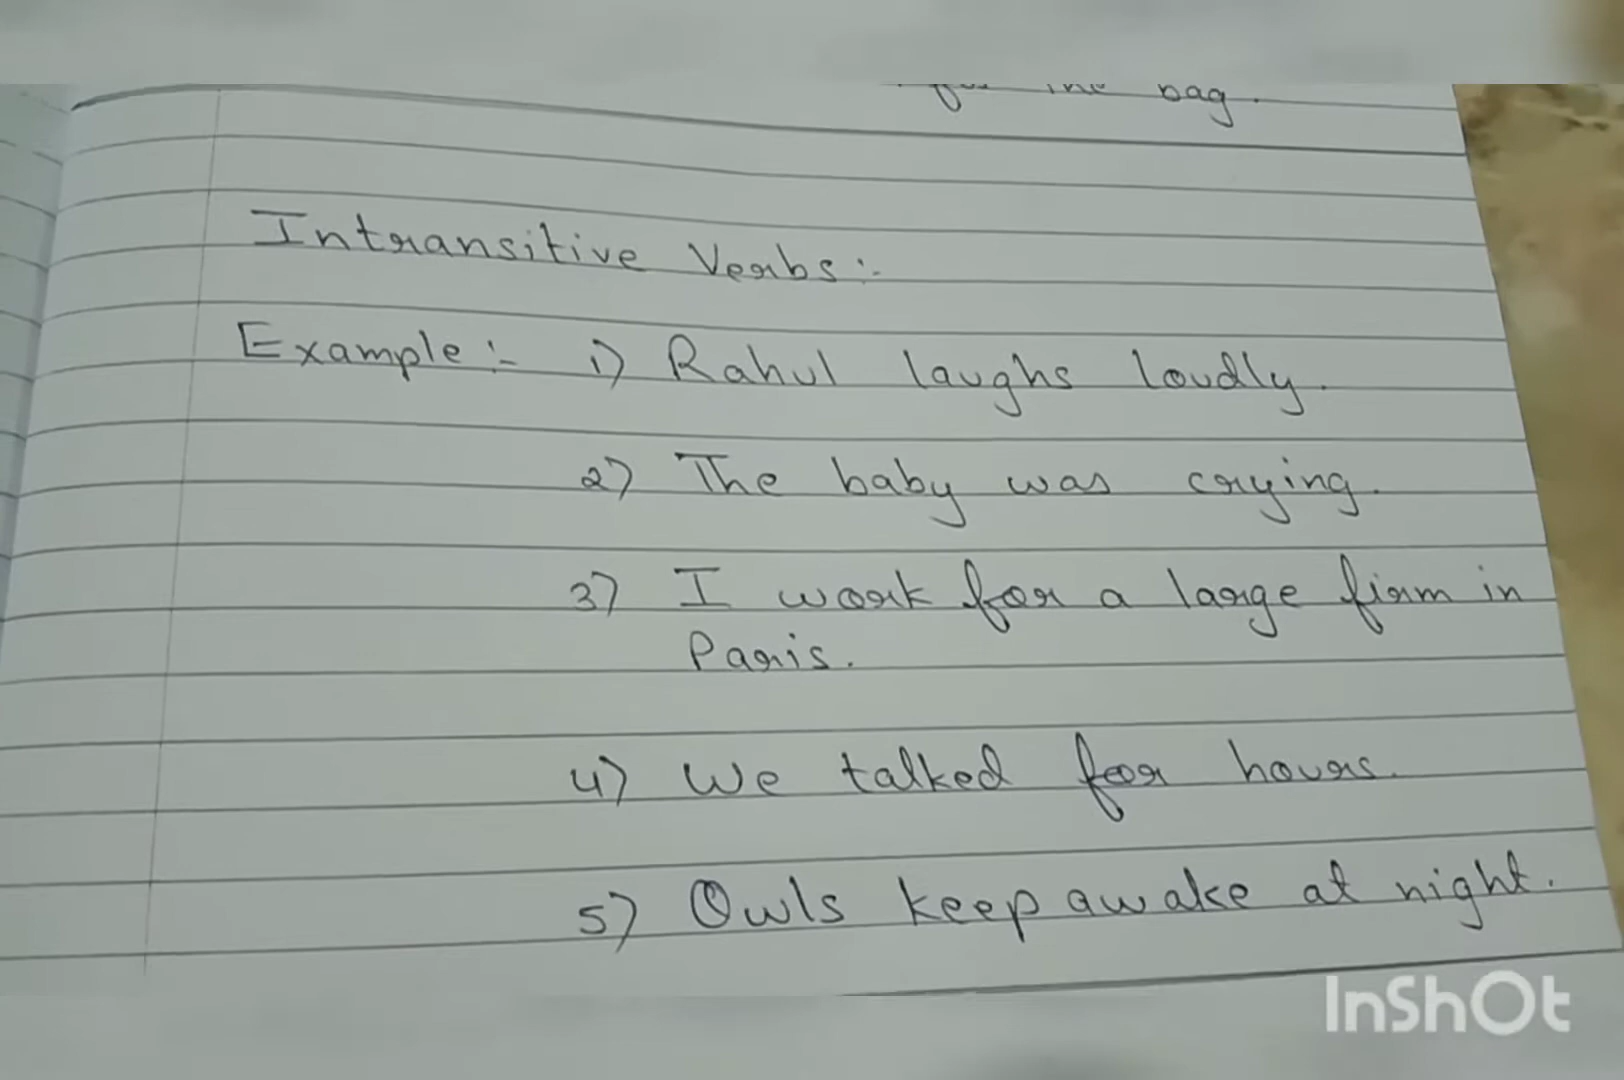 the bag.
Intransitive Verbs :-
Example :- 1) Rahul laughs loudly.
2) The baby was crying.
3) I work for a large firm in
Paris.
4) We talked for hours.
5) Owls keep awake at night.
InShOt